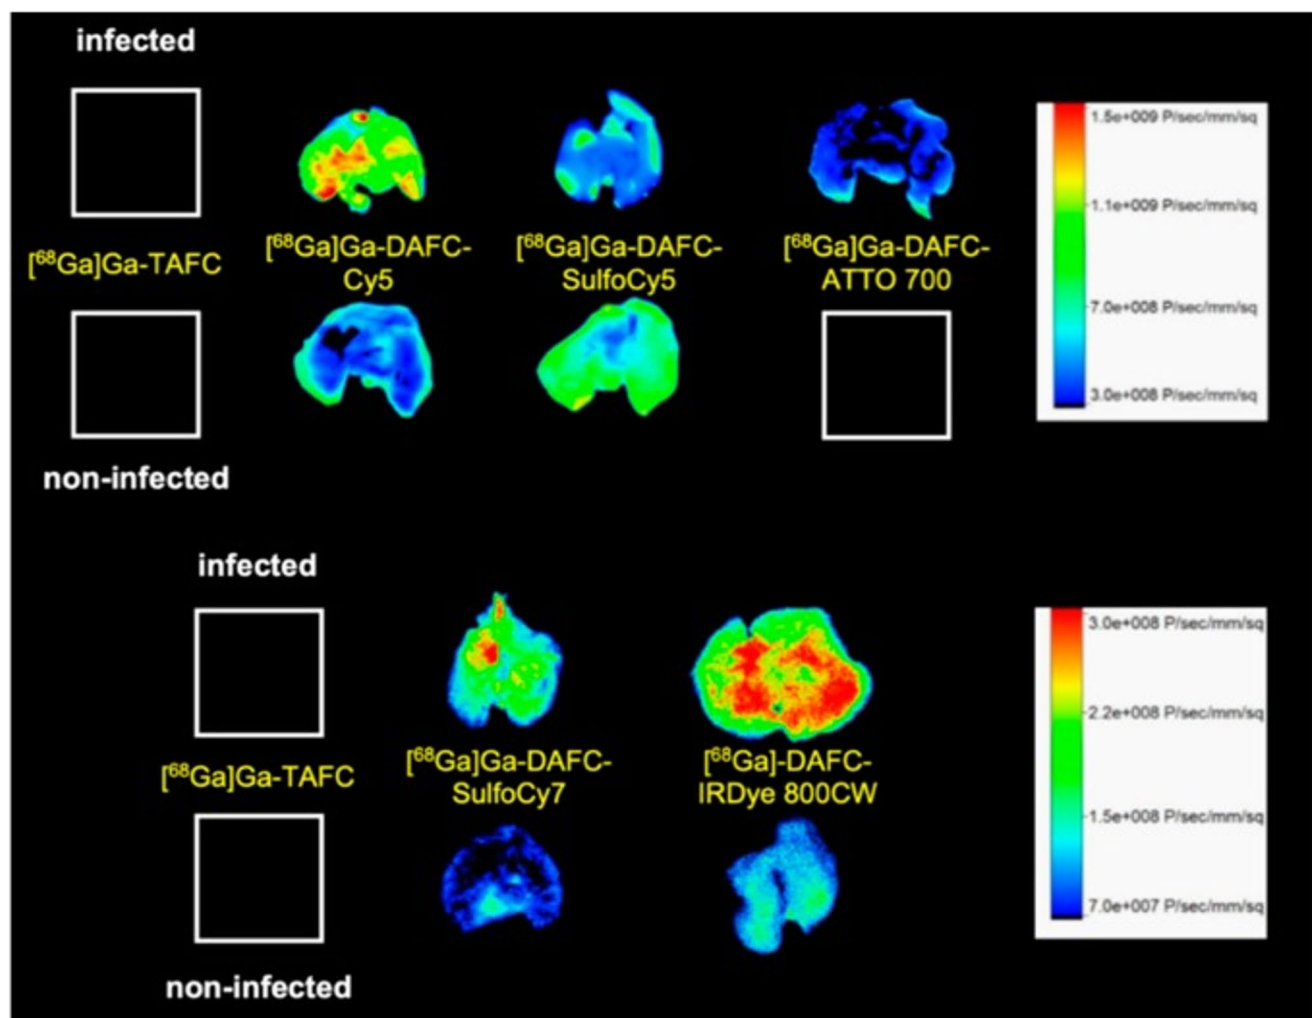 infected
[⁶⁸Ga]Ga-TAFC
[⁶⁸Ga]Ga-DAFC-
Cy5
[⁶⁸Ga]Ga-DAFC-
SulfoCy5
[⁶⁸Ga]Ga-DAFC-
ATTO 700
non-infected
1.5e+009 P/sec/mm/sq
1.1e+009 P/sec/mm/sq
7.0e+008 P/sec/mm/sq
3.0e+008 P/sec/mm/sq
infected
[⁶⁸Ga]Ga-TAFC
[⁶⁸Ga]Ga-DAFC-
SulfoCy7
[⁶⁸Ga]-DAFC-
IRDye 800CW
non-infected
3.0e+008 P/sec/mm/sq
2.2e+008 P/sec/mm/sq
1.5e+008 P/sec/mm/sq
7.0e+007 P/sec/mm/sq